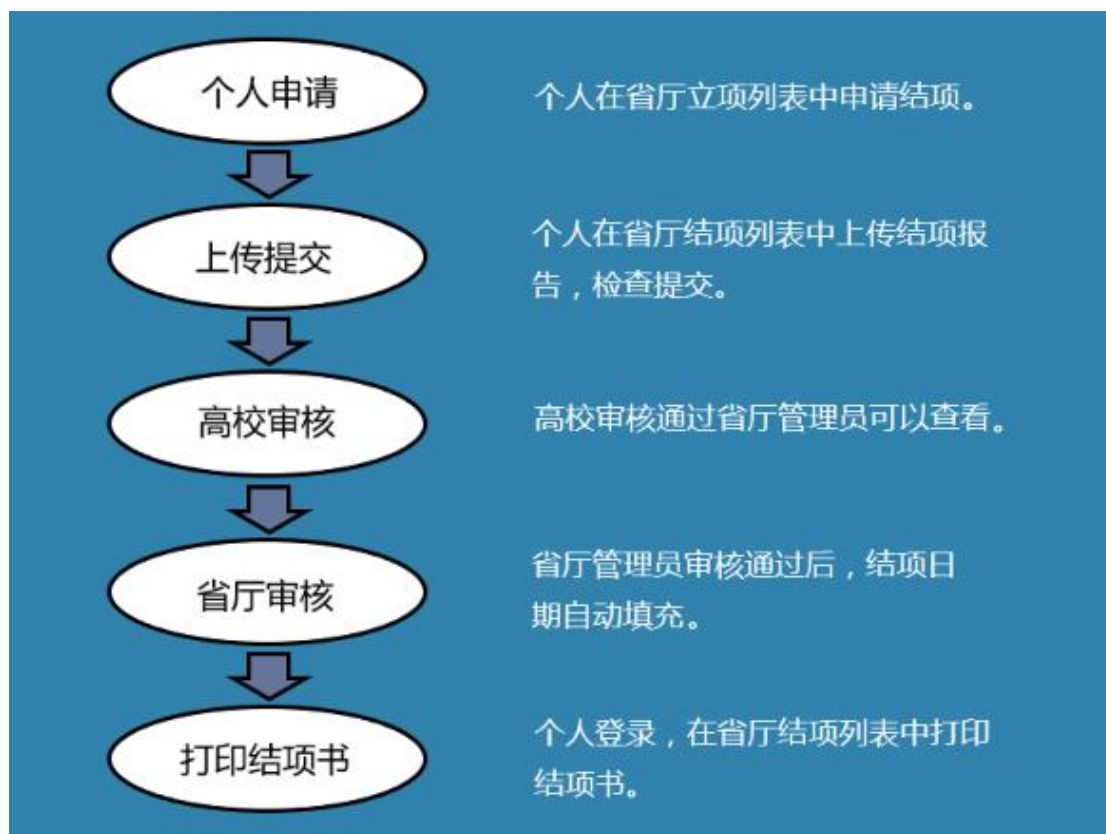 个人申请
个人在省厅立项列表中申请结项。
上传提交
个人在省厅结项列表中上传结项报
告，检查提交。
高校审核
高校审核通过省厅管理员可以查看。
省厅审核
省厅管理员审核通过后，结项日
期自动填充。
打印结项书
个人登录，在省厅结项列表中打印
结项书。